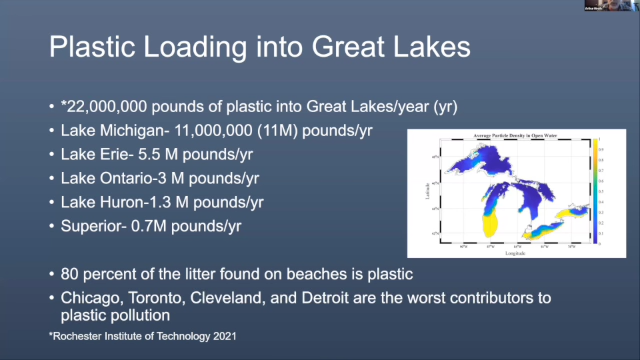 Plastic Loading into Great Lakes
• *22,000,000 pounds of plastic into Great Lakes/year (yr)
• Lake Michigan- 11,000,000 (11M) pounds/yr
• Lake Erie- 5.5 M pounds/yr
• Lake Ontario-3 M pounds/yr
• Lake Huron-1.3 M pounds/yr
• Superior- 0.7M pounds/yr
Average Particle Density in Open Water
Latitude
Longitude
• 80 percent of the litter found on beaches is plastic
• Chicago, Toronto, Cleveland, and Detroit are the worst contributors to
plastic pollution
*Rochester Institute of Technology 2021